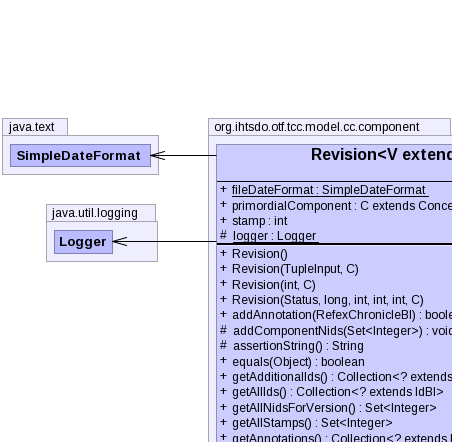 java.text
SimpleDateFormat
java.util.logging
Logger
org.ihtsdo.otf.tcc.model.cc.component
Revision<V extend
+ fileDateFormat : SimpleDateFormat
+ primordialComponent : C extends Conce
+ stamp : int
# logger : Logger
+ Revision()
+ Revision(TupleInput, C)
+ Revision(int, C)
+ Revision(Status, long, int, int, int, C)
+ addAnnotation(RefexChronicleBI) : boole
# addComponentNids(Set<Integer>) : void
# assertionString() : String
+ equals(Object) : boolean
+ getAdditionalIds() : Collection<? extends
+ getAllIds() : Collection<? extends IdBI>
+ getAllNidsForVersion() : Set<Integer>
+ getAllStamps() : Set<Integer>
+ getAnnotations() : Collection<? extends